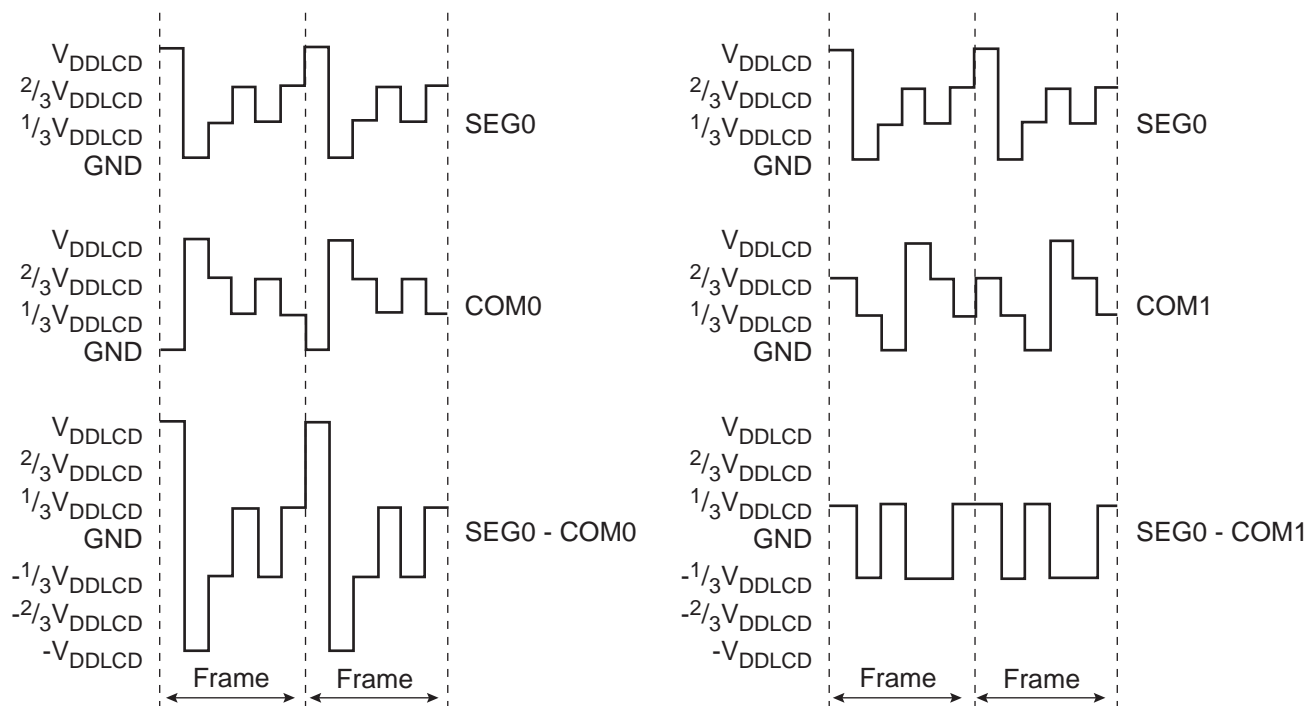 VDDLCD
2/3VDDLCD
1/3VDDLCD
GND
SEG0
VDDLCD
2/3VDDLCD
1/3VDDLCD
GND
COM0
VDDLCD
2/3VDDLCD
1/3VDDLCD
GND
-1/3VDDLCD
-2/3VDDLCD
-VDDLCD
SEG0 - COM0
Frame
Frame
VDDLCD
2/3VDDLCD
1/3VDDLCD
GND
SEG0
VDDLCD
2/3VDDLCD
1/3VDDLCD
GND
COM1
VDDLCD
2/3VDDLCD
1/3VDDLCD
GND
-1/3VDDLCD
-2/3VDDLCD
-VDDLCD
SEG0 - COM1
Frame
Frame